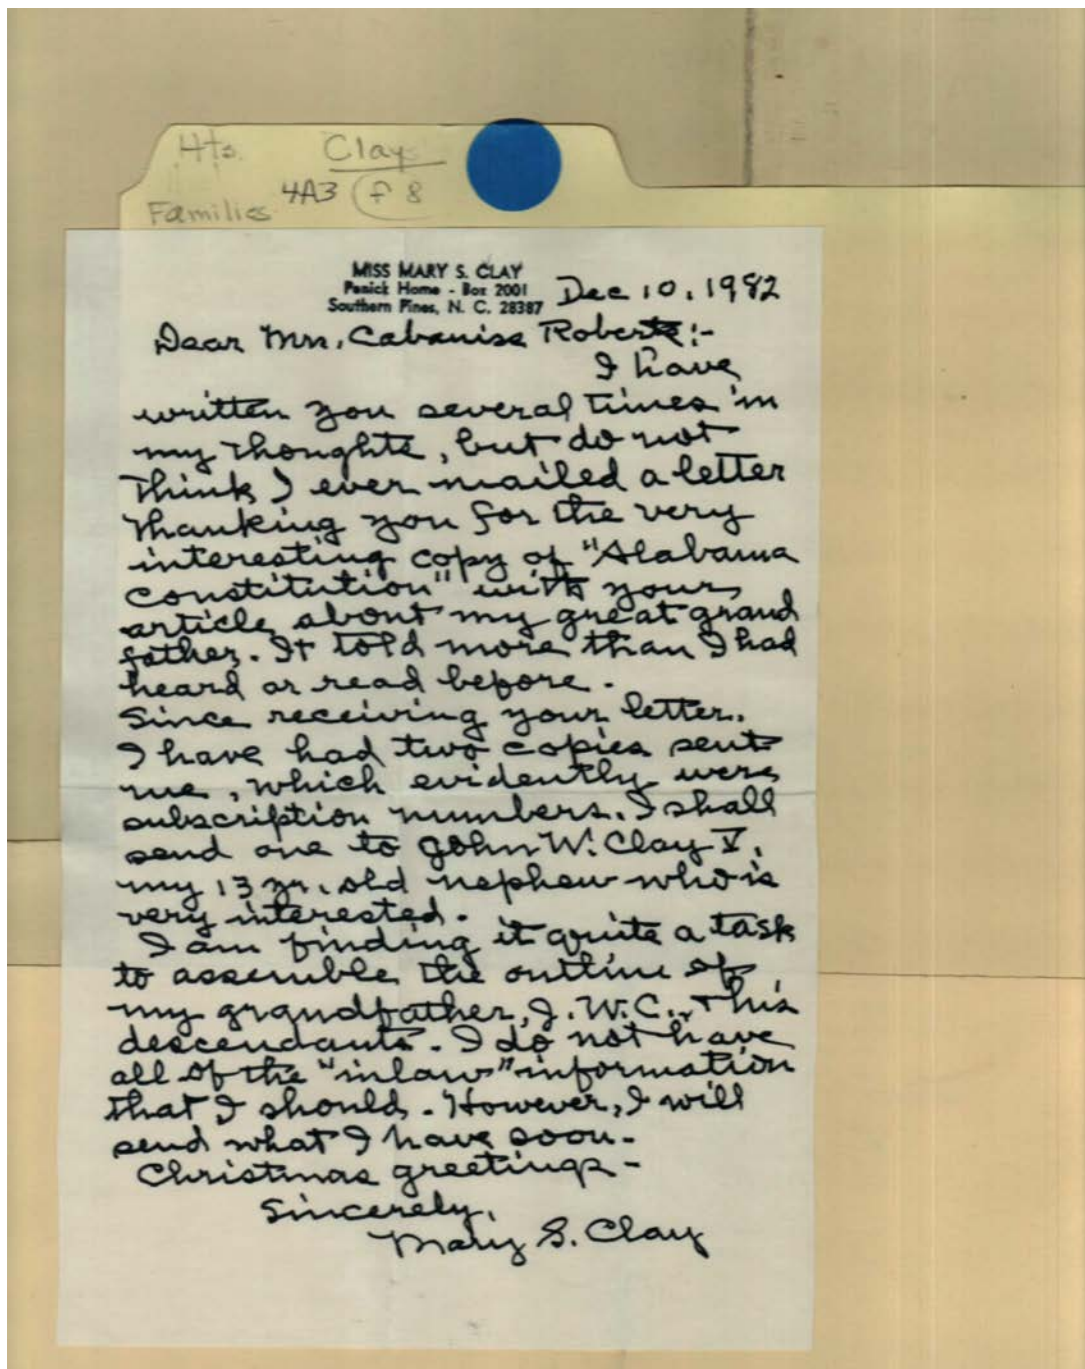 Hts. Clay
4A3 f 8
Families
MISS MARY S. CLAY
Penick Home - Box 2001
Southern Pines, N. C. 28387
Dec 10, 1982
Dear Mrs. Cabaniss Roberts:-
I have
written you several times in
my thoughts, but do not
think I ever mailed a letter
thanking you for the very
interesting copy of "Alabama
Constitution" with your
article about my great grand
father. It told more than I had
heard or read before.
Since receiving your letter,
I have had two copies sent
me, which evidently were
subscription numbers. I shall
send one to John W. Clay V,
my 13 yr. old nephew who is
very interested.
I am finding it quite a task
to assemble the outline of
my grandfather, J. W. C., + his
descendants. I do not have
all of the "inlaw" information
that I should. However, I will
send what I have soon.
Christmas greetings -
Sincerely,
Mary S. Clay